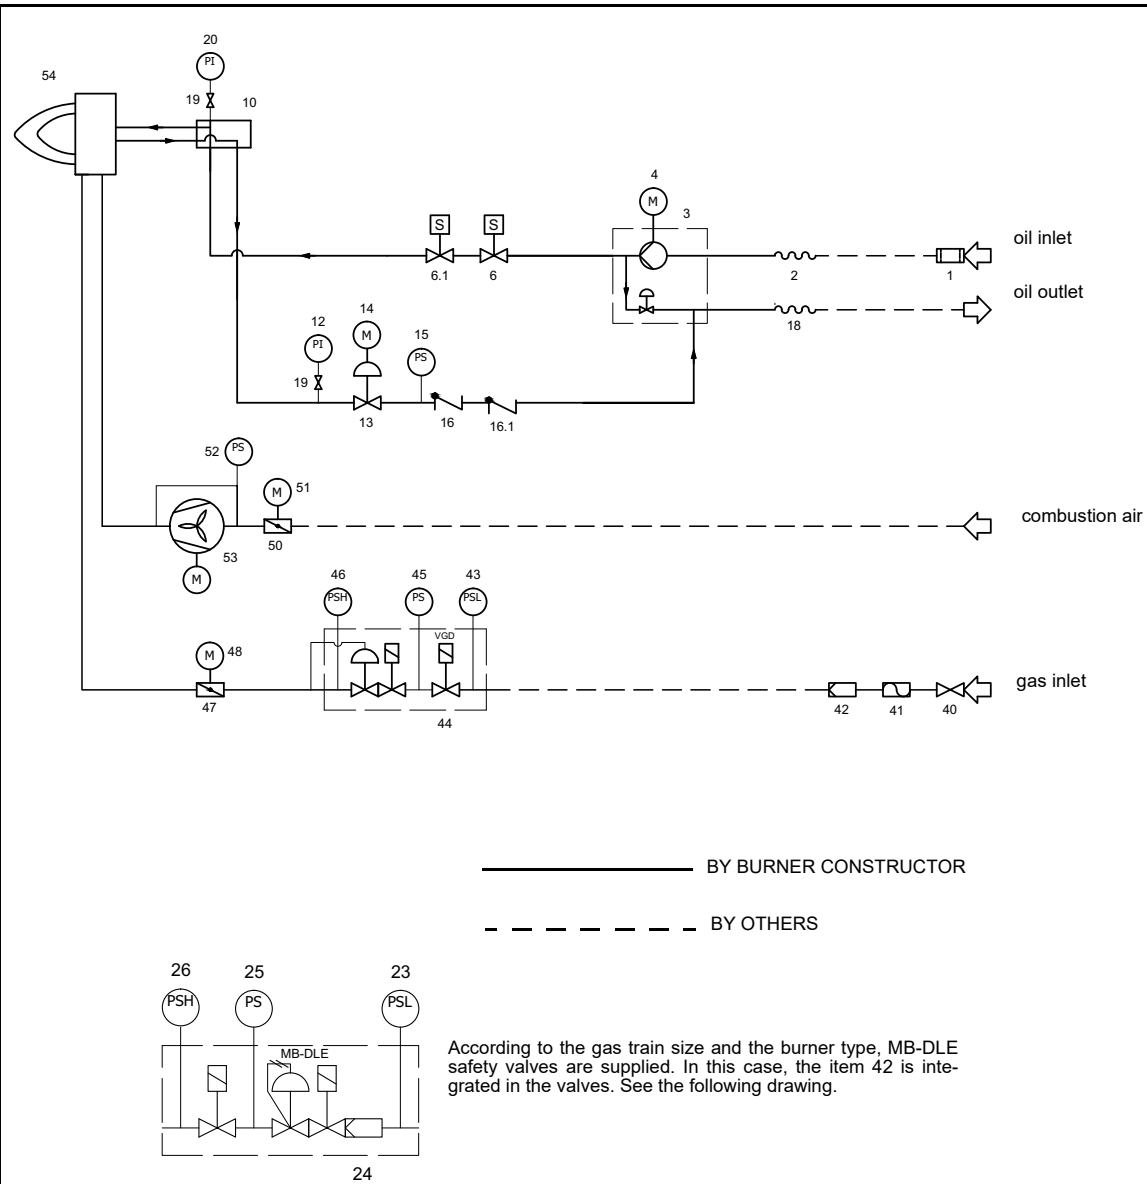 20
PI
54
19
10
4
M
3
S
S
oil inlet
6.1
6
2
1
oil outlet
12
14
15
18
PI
M
PS
19
13
16
16.1
52
PS
M
51
combustion air
50
53
M
46
45
43
PSH
PS
PSL
VGD
M
48
gas inlet
47
44
42
41
40
BY BURNER CONSTRUCTOR
BY OTHERS
26
25
23
PSH
PS
PSL
MB-DLE
According to the gas train size and the burner type, MB-DLE
safety valves are supplied. In this case, the item 42 is inte-
grated in the valves. See the following drawing.
24